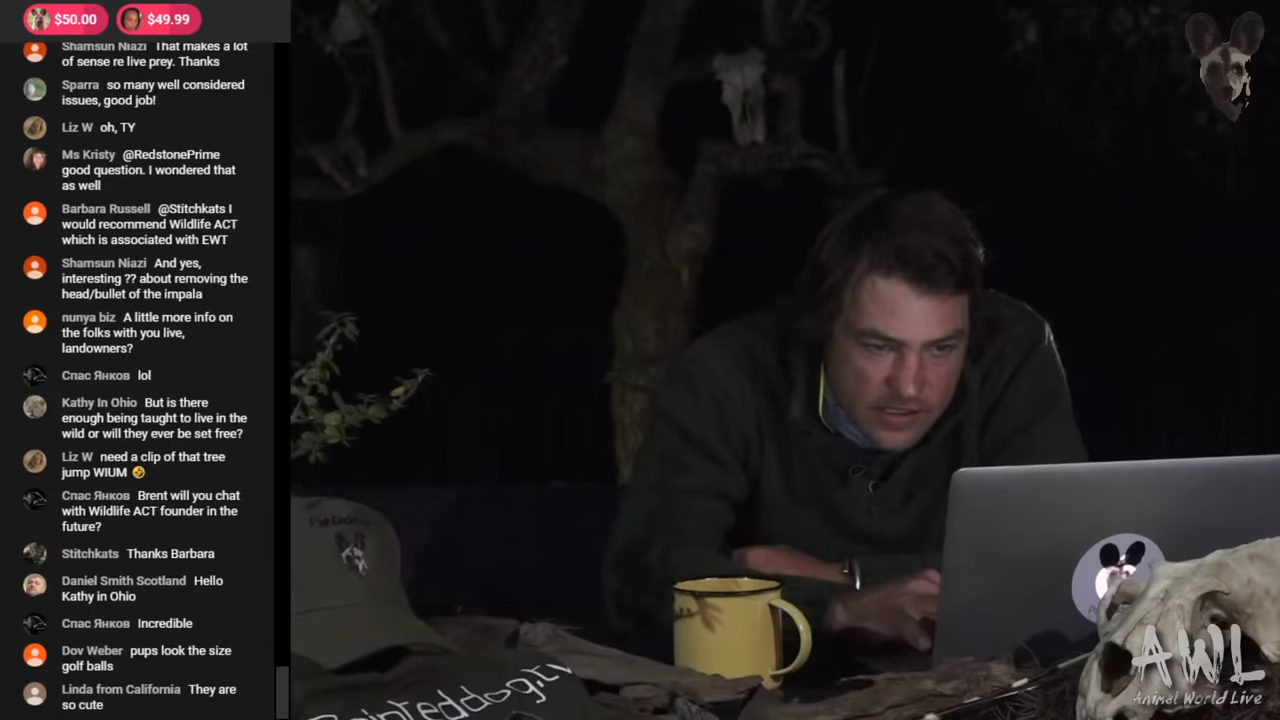 $50.00 $49.99
Shamsun Niazi That makes a lot
of sense re live prey. Thanks
Sparra so many well considered
issues, good job!
Liz W oh, TY
Ms Kristy @RedstonePrime
good question. I wondered that
as well
Barbara Russell @Stitchkats I
would recommend Wildlife ACT
which is associated with EWT
Shamsun Niazi And yes,
interesting ?? about removing the
head/bullet of the impala
nunya biz A little more info on
the folks with you live,
landowners?
Спас Янков lol
Kathy In Ohio But is there
enough being taught to live in the
wild or will they ever be set free?
Liz W need a clip of that tree
jump WIUM 🤣
Спас Янков Brent will you chat
with Wildlife ACT founder in the
future?
Stitchkats Thanks Barbara
Daniel Smith Scotland Hello
Kathy in Ohio
Спас Янков Incredible
Dov Weber pups look the size
golf balls
Linda from California They are
so cute
Painteddogtv
AWL
Animal World Live